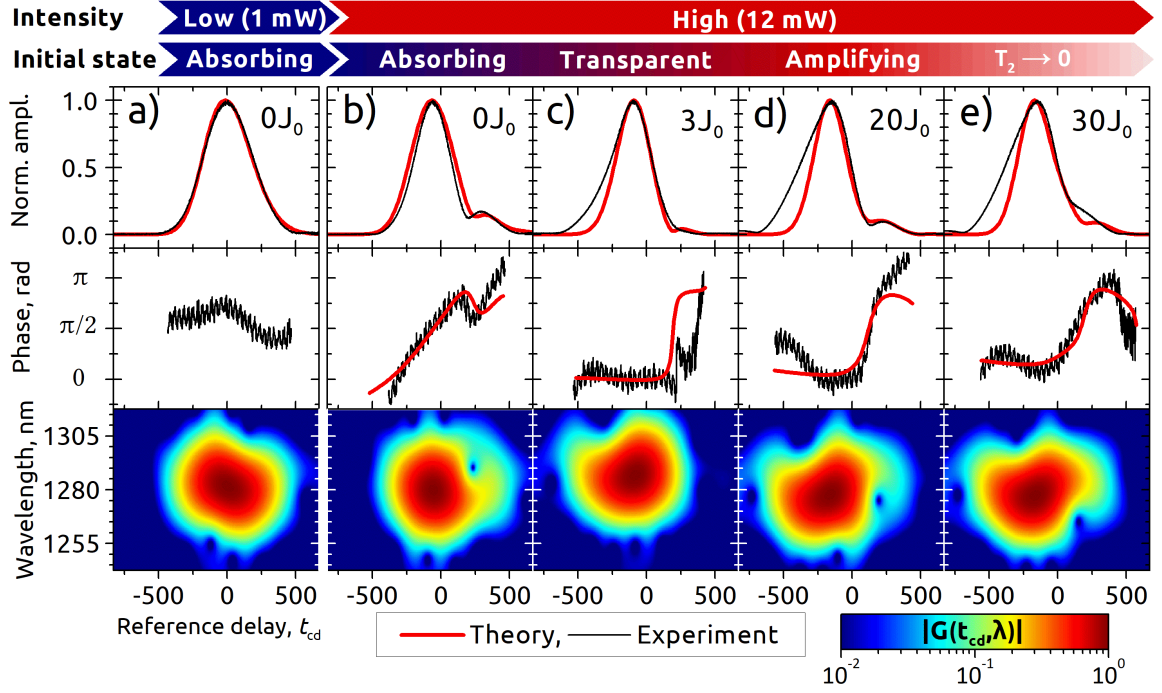 Intensity Low (1 mW) High (12 mW)
Initial state Absorbing Absorbing Transparent Amplifying T₂ → 0
a) 0J₀ b) 0J₀ c) 3J₀ d) 20J₀ e) 30J₀
Norm. ampl.
1.0
0.5
0.0
Phase, rad
π
π/2
0
Wavelength, nm
1305
1280
1255
-500 0 500 -500 0 500 -500 0 500 -500 0 500 -500 0 500
Reference delay, t_cd
Theory, Experiment
|G(t_cd,λ)|
10⁻² 10⁻¹ 10⁰